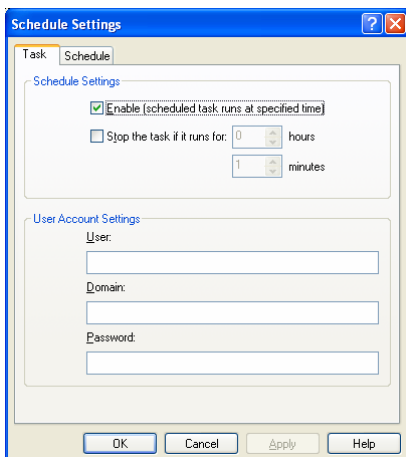 Schedule Settings
Task Schedule
Schedule Settings
Enable (scheduled task runs at specified time)
Stop the task if it runs for: 0 hours
1 minutes
User Account Settings
User:
Domain:
Password:
OK Cancel Apply Help